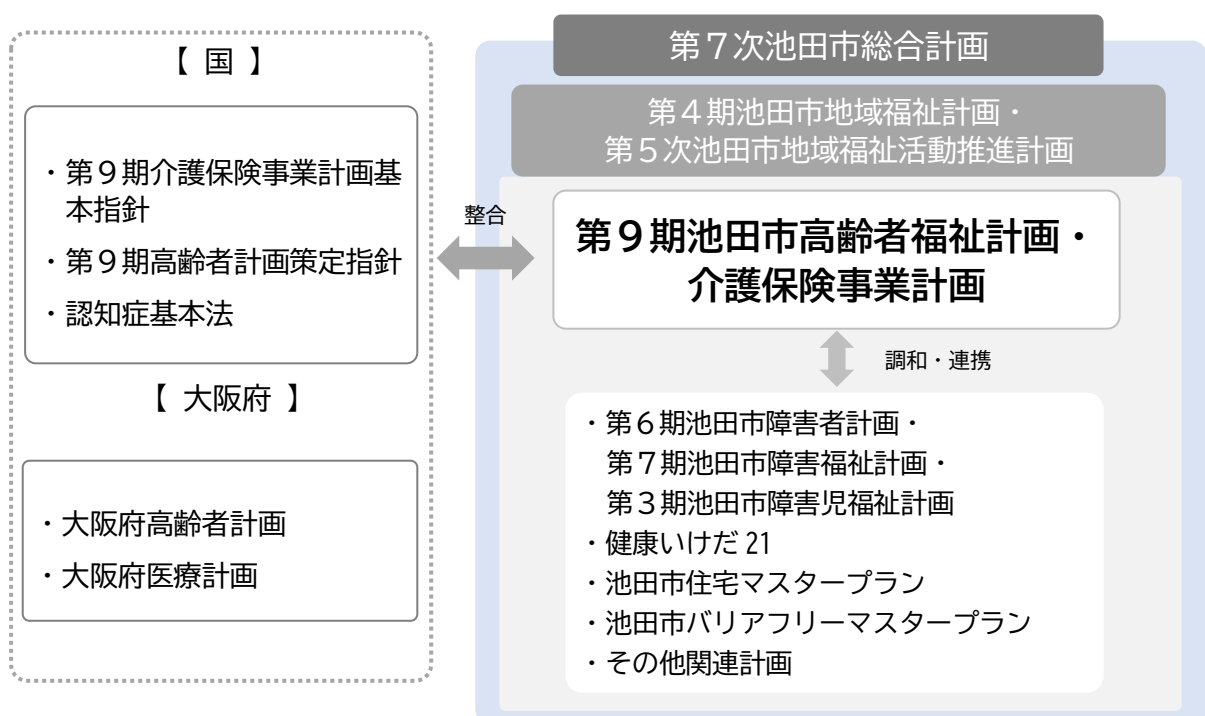 【 国 】
・第９期介護保険事業計画基
本指針
・第９期高齢者計画策定指針
・認知症基本法
【 大阪府 】
・大阪府高齢者計画
・大阪府医療計画
整合
第７次池田市総合計画
第４期池田市地域福祉計画・
第５次池田市地域福祉活動推進計画
第９期池田市高齢者福祉計画・
介護保険事業計画
調和・連携
・第６期池田市障害者計画・
第７期池田市障害福祉計画・
第３期池田市障害児福祉計画
・健康いけだ 21
・池田市住宅マスタープラン
・池田市バリアフリーマスタープラン
・その他関連計画